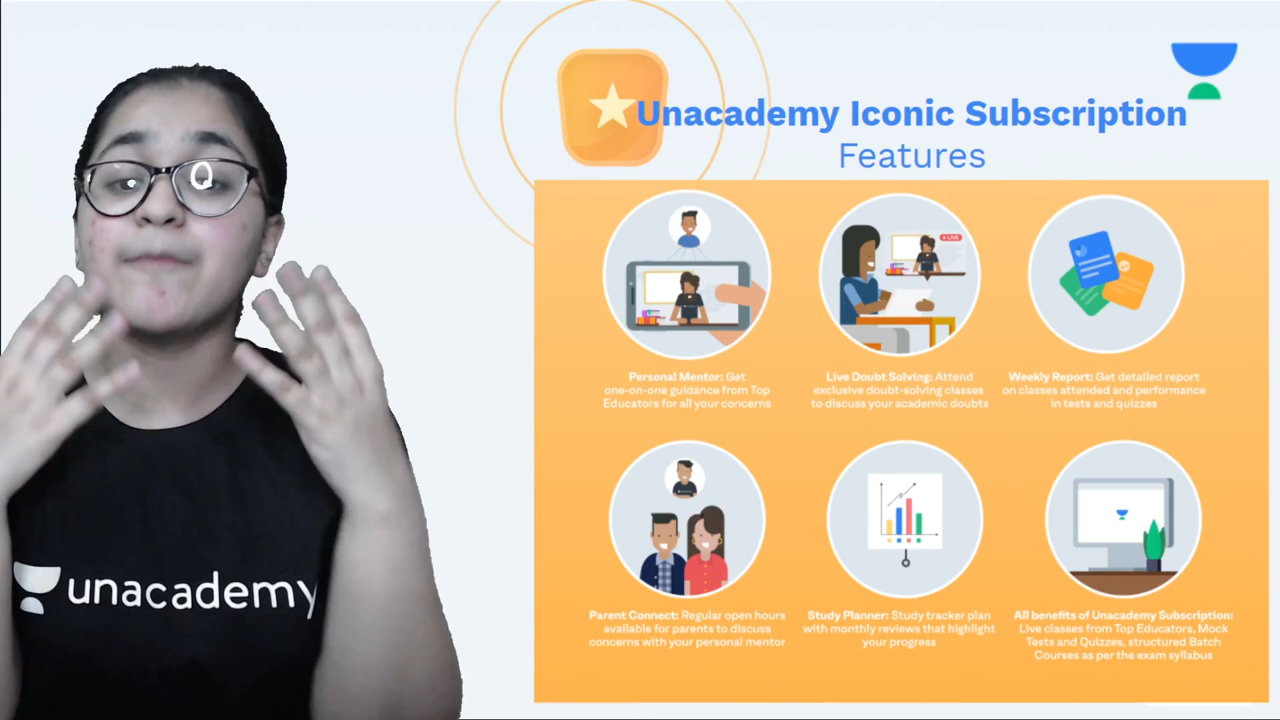 Unacademy Iconic Subscription
Features
LIVE
Personal Mentor: Get
one-on-one guidance from Top
Educators for all your concerns
Live Doubt Solving: Attend
exclusive doubt-solving classes
to discuss your academic doubts
Weekly Report: Get detailed report
on classes attended and performance
in tests and quizzes
Parent Connect: Regular open hours
available for parents to discuss
concerns with your personal mentor
Study Planner: Study tracker plan
with monthly reviews that highlight
your progress
All benefits of Unacademy Subscription:
Live classes from Top Educators, Mock
Tests and Quizzes, structured Batch
Courses as per the exam syllabus
unacademy